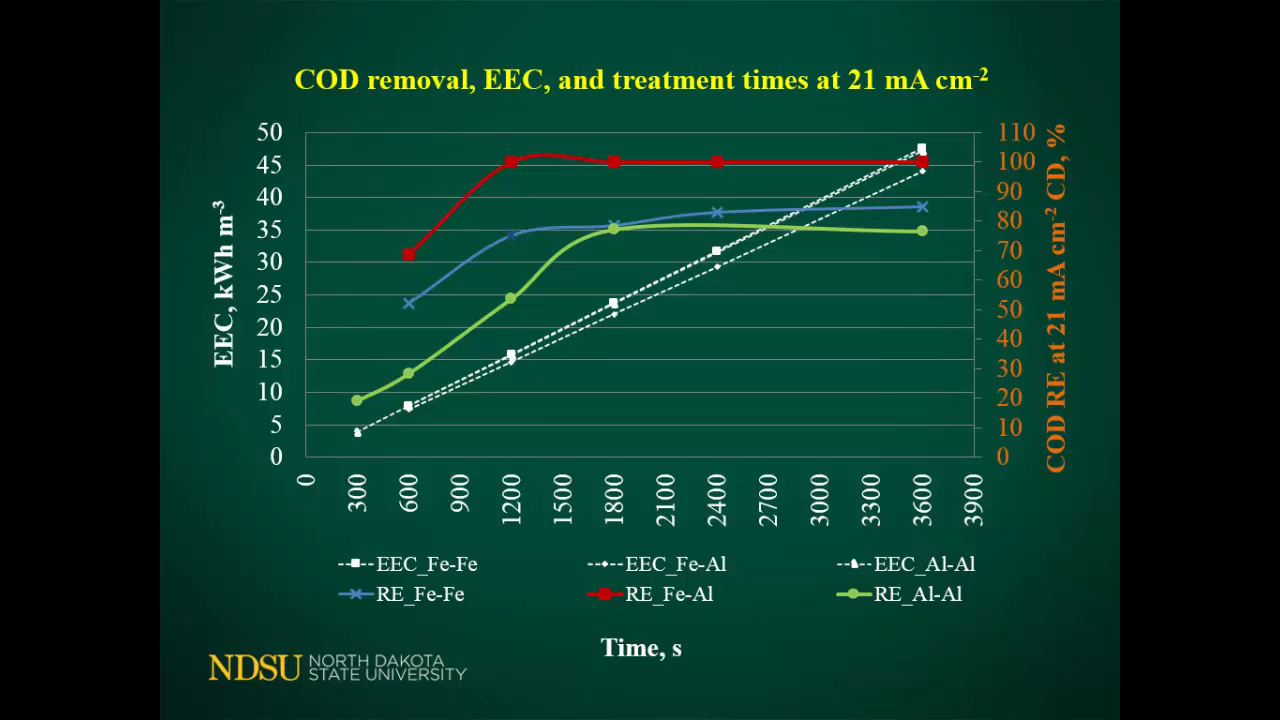 COD removal, EEC, and treatment times at 21 mA cm-2
50
45
40
35
30
25
20
15
10
5
0
EEC, kWh m-3
110
100
90
80
70
60
50
40
30
20
10
0
COD RE at 21 mA cm-2 CD, %
0 300 600 900 1200 1500 1800 2100 2400 2700 3000 3300 3600 3900
EEC_Fe-Fe EEC_Fe-Al EEC_Al-Al
RE_Fe-Fe RE_Fe-Al RE_Al-Al
Time, s
NDSU NORTH DAKOTA
STATE UNIVERSITY